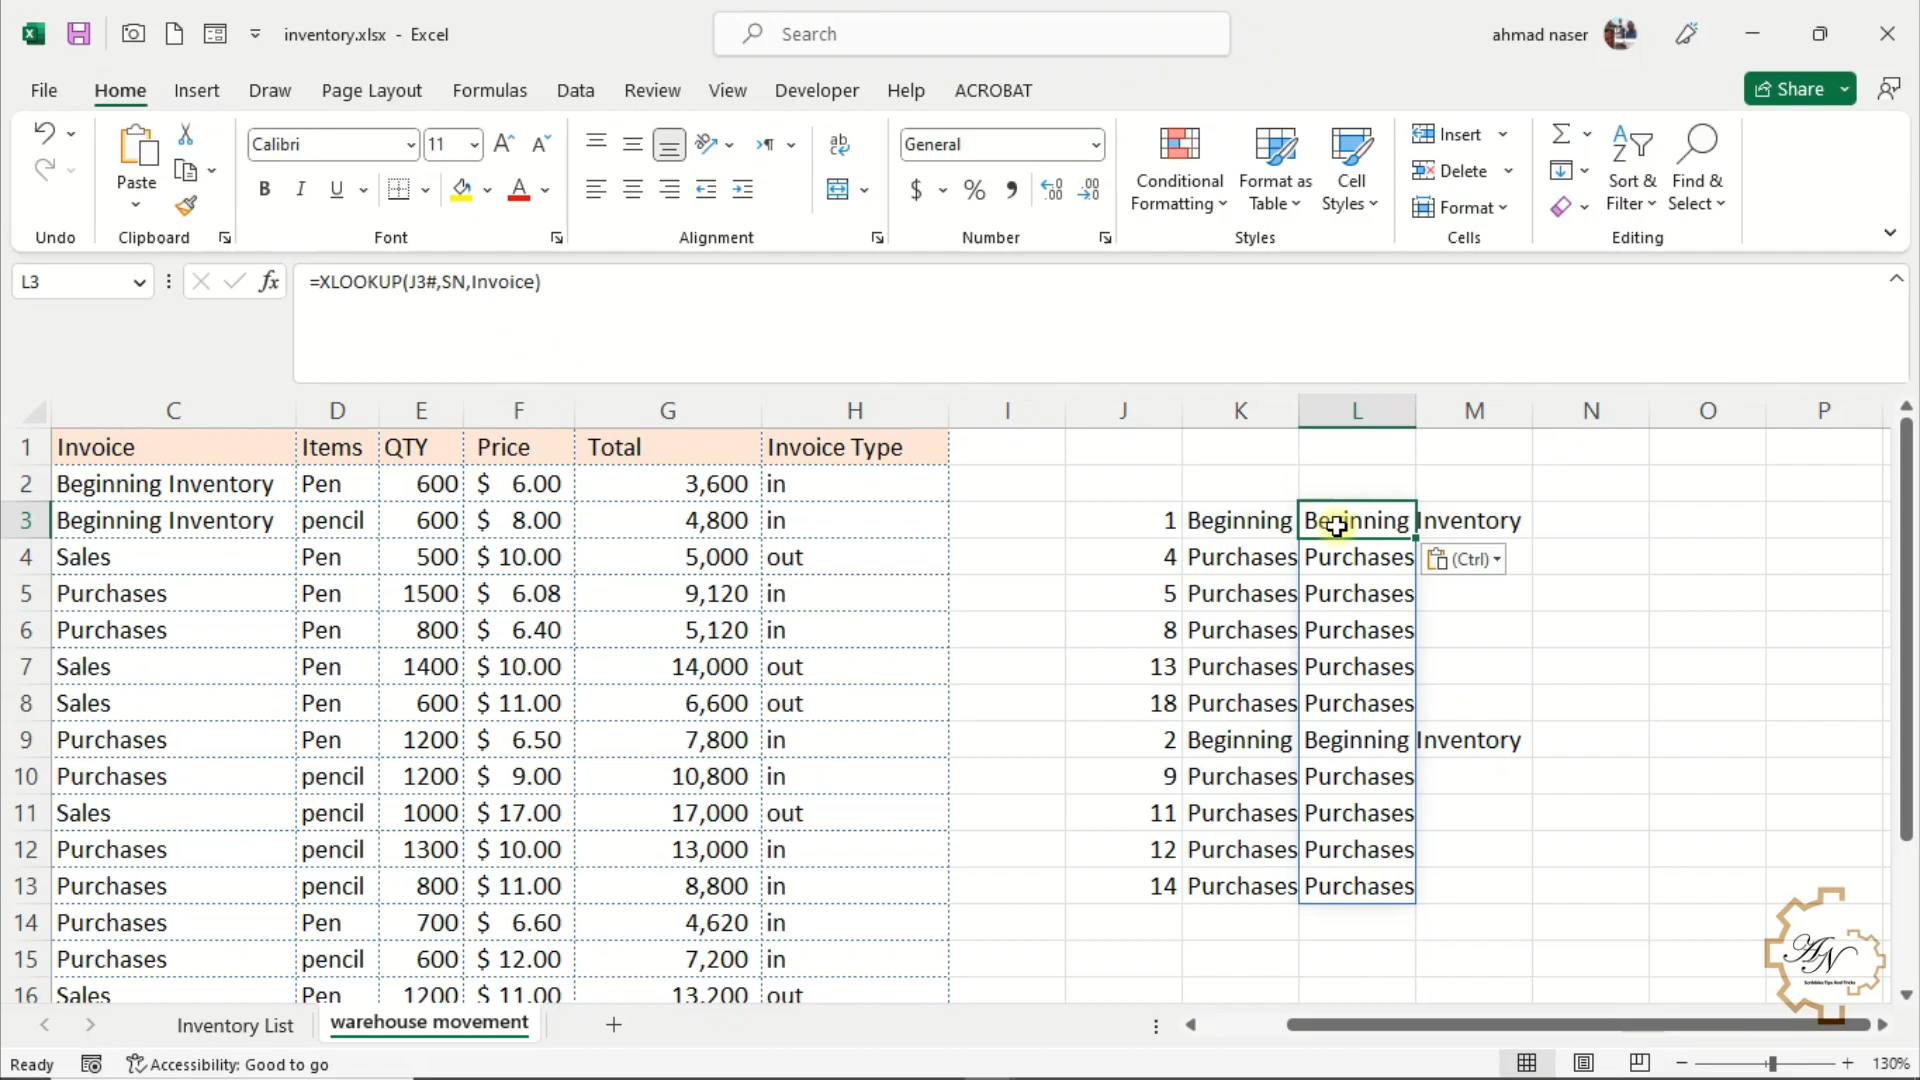 inventory.xlsx - Excel
Search
ahmad naser
File Home Insert Draw Page Layout Formulas Data Review View Developer Help ACROBAT
Share
Paste
Undo
Clipboard
Calibri 11
B I U
Font
Alignment
General
$ %
Number
Conditional Formatting
Format as Table
Cell Styles
Styles
Insert
Delete
Format
Cells
Sort & Filter
Find & Select
Editing
L3
fx
=XLOOKUP(J3#,SN,Invoice)
C D E F G H I J K L M N O P
1 Invoice Items QTY Price Total Invoice Type
2 Beginning Inventory Pen 600 $ 6.00 3,600 in
3 Beginning Inventory pencil 600 $ 8.00 4,800 in 1 Beginning Beginning Inventory
4 Sales Pen 500 $ 10.00 5,000 out 4 Purchases Purchases (Ctrl)
5 Purchases Pen 1500 $ 6.08 9,120 in 5 Purchases Purchases
6 Purchases Pen 800 $ 6.40 5,120 in 8 Purchases Purchases
7 Sales Pen 1400 $ 10.00 14,000 out 13 Purchases Purchases
8 Sales Pen 600 $ 11.00 6,600 out 18 Purchases Purchases
9 Purchases Pen 1200 $ 6.50 7,800 in 2 Beginning Beginning Inventory
10 Purchases pencil 1200 $ 9.00 10,800 in 9 Purchases Purchases
11 Sales pencil 1000 $ 17.00 17,000 out 11 Purchases Purchases
12 Purchases pencil 1300 $ 10.00 13,000 in 12 Purchases Purchases
13 Purchases pencil 800 $ 11.00 8,800 in 14 Purchases Purchases
14 Purchases Pen 700 $ 6.60 4,620 in
15 Purchases pencil 600 $ 12.00 7,200 in
16 Sales Pen 1200 $ 11.00 13,200 out
AN
Scribbles Tips And Tricks
Inventory List warehouse movement
Ready Accessibility: Good to go 130%